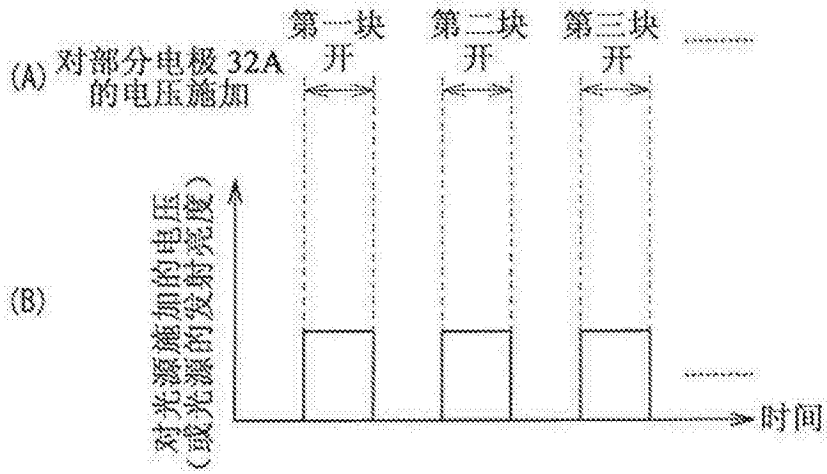 第一块 第二块 第三块
开 开 开
(A) 对部分电极 32A
的电压施加
(B)
对光源施加的电压
(或光源的发射亮度)
时间